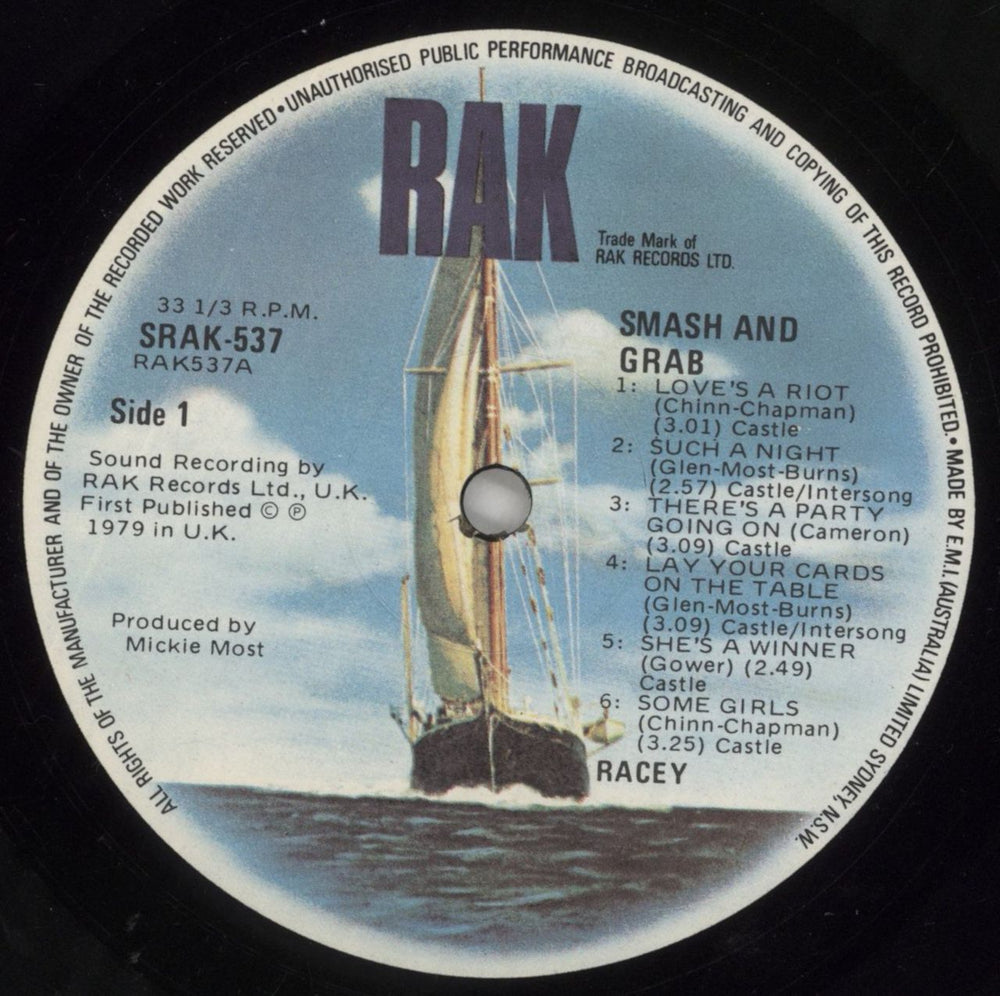 ALL RIGHTS OF THE MANUFACTURER AND OF THE OWNER OF THE RECORDED WORK RESERVED • UNAUTHORISED PUBLIC PERFORMANCE BROADCASTING AND COPYING OF THIS RECORD PROHIBITED. • MADE BY E.M.I. (AUSTRALIA) LIMITED SYDNEY, N.S.W.
RAK
Trade Mark of
RAK RECORDS LTD.
33 1/3 R.P.M.
SRAK-537
RAK537A
Side 1
Sound Recording by
RAK Records Ltd., U.K.
First Published © ℗
1979 in U.K.
Produced by
Mickie Most
SMASH AND
GRAB
1: LOVE'S A RIOT
(Chinn-Chapman)
(3.01) Castle
2: SUCH A NIGHT
(Glen-Most-Burns)
(2.57) Castle/Intersong
3: THERE'S A PARTY
GOING ON (Cameron)
(3.09) Castle
4: LAY YOUR CARDS
ON THE TABLE
(Glen-Most-Burns)
(3.09) Castle/Intersong
5: SHE'S A WINNER
(Gower) (2.49)
Castle
6: SOME GIRLS
(Chinn-Chapman)
(3.25) Castle
RACEY